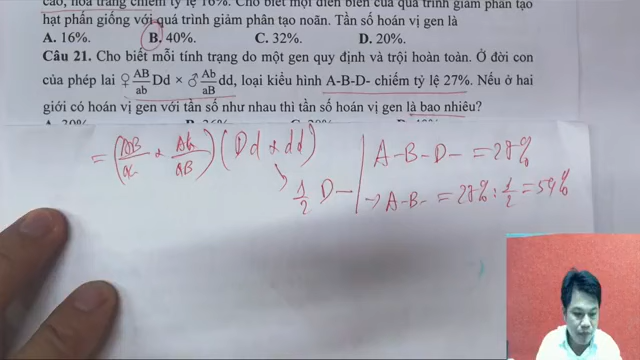 cao, hoa trắng chiếm tỷ lệ 16%. Cho biết mọi diễn biến của quá trình giảm phân tạo
hạt phấn giống với quá trình giảm phân tạo noãn. Tần số hoán vị gen là
A. 16%. B. 40%. C. 32%. D. 20%.
Câu 21. Cho biết mỗi tính trạng do một gen quy định và trội hoàn toàn. Ở đời con
của phép lai ♀ AB/ab Dd × ♂ Ab/aB dd, loại kiểu hình A-B-D- chiếm tỷ lệ 27%. Nếu ở hai
giới có hoán vị gen với tần số như nhau thì tần số hoán vị gen là bao nhiêu?
= (AB/ab × Ab/aB) (Dd × dd) A-B-D- = 27%
1/2 D- → A-B- = 27% : 1/2 = 54%